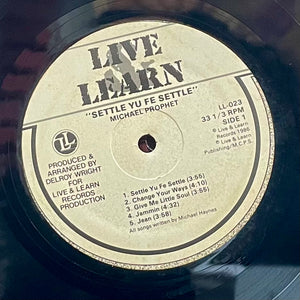 LIVE
&
LEARN
"SETTLE YU FE SETTLE"
MICHAEL PROPHET
LL-023
33 1/3 RPM
SIDE 1
© Live & Learn
Records 1986
℗ Live & Learn
Publishing/M.C.P.S.
LL
PRODUCED &
ARRANGED BY
DELROY WRIGHT FOR
LIVE & LEARN
RECORDS
PRODUCTION
1. Settle Yu Fe Settle (3:55)
2. Change Your Ways (4:10)
3. Give Me Little Soul (3:55)
4. Jammin (4:32)
5. Jean (3:58)
All songs written by Michael Haynes